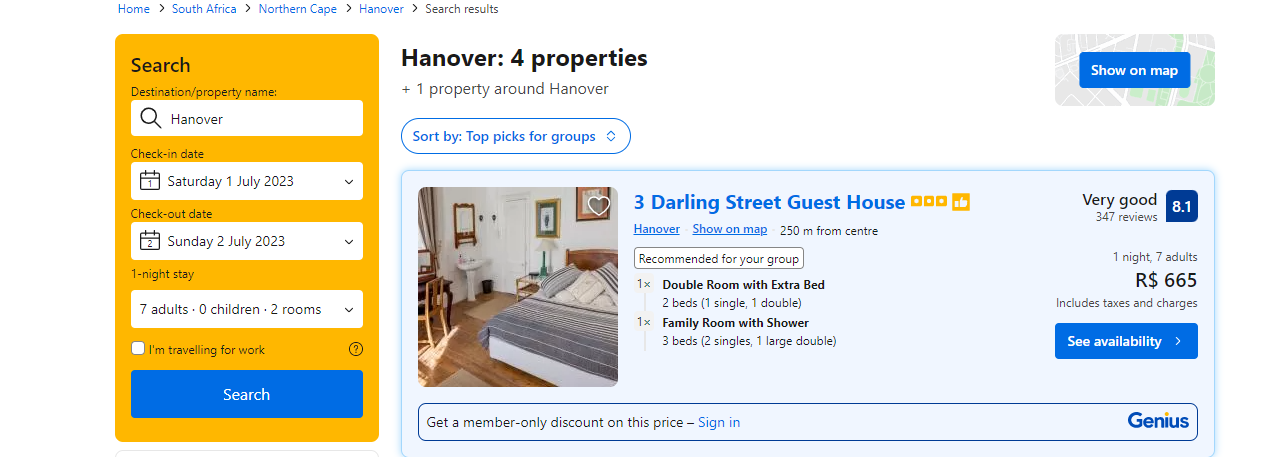 Home > South Africa > Northern Cape > Hanover > Search results
Search
Destination/property name:
Hanover
Check-in date
1 Saturday 1 July 2023
Check-out date
2 Sunday 2 July 2023
1-night stay
7 adults · 0 children · 2 rooms
I'm travelling for work ?
Search
Hanover: 4 properties
+ 1 property around Hanover
Show on map
Sort by: Top picks for groups
3 Darling Street Guest House
Hanover · Show on map · 250 m from centre
Recommended for your group
1× Double Room with Extra Bed
2 beds (1 single, 1 double)
1× Family Room with Shower
3 beds (2 singles, 1 large double)
Very good 8.1
347 reviews
1 night, 7 adults
R$ 665
Includes taxes and charges
See availability
Get a member-only discount on this price – Sign in
Genius